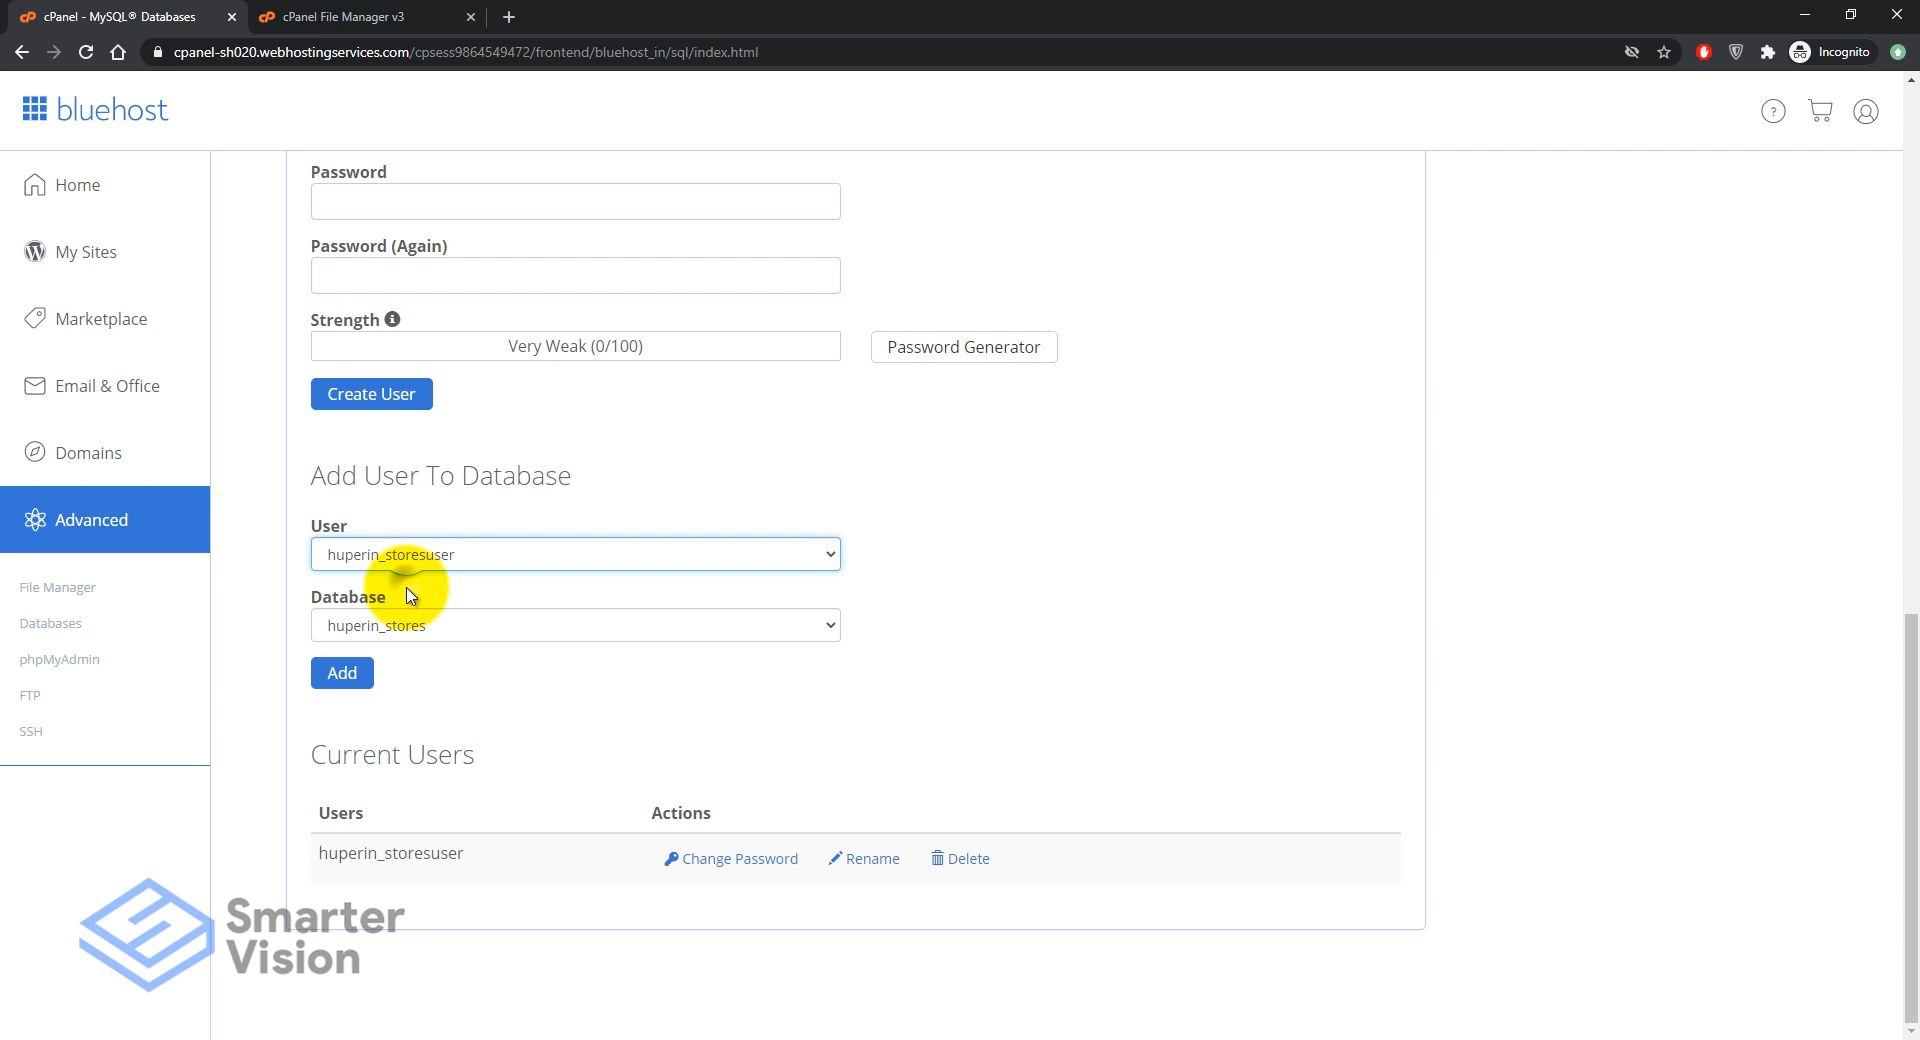 cPanel - MySQL® Databases
cPanel File Manager v3
cpanel-sh020.webhostingservices.com/cpsess9864549472/frontend/bluehost_in/sql/index.html
Incognito
bluehost
Home
My Sites
Marketplace
Email & Office
Domains
Advanced
File Manager
Databases
phpMyAdmin
FTP
SSH
Password
Password (Again)
Strength
Very Weak (0/100)
Password Generator
Create User
Add User To Database
User
huperin_storesuser
Database
huperin_stores
Add
Current Users
Users Actions
huperin_storesuser Change Password Rename Delete
Smarter
Vision